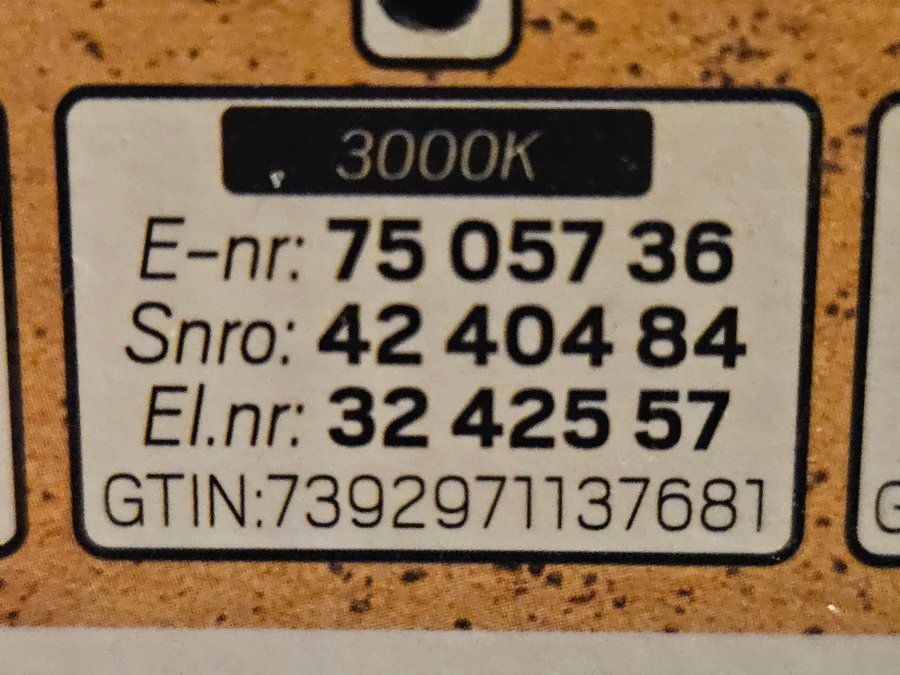 3000K
E-nr: 75 057 36
Snro: 42 404 84
El.nr: 32 425 57
GTIN:7392971137681
G